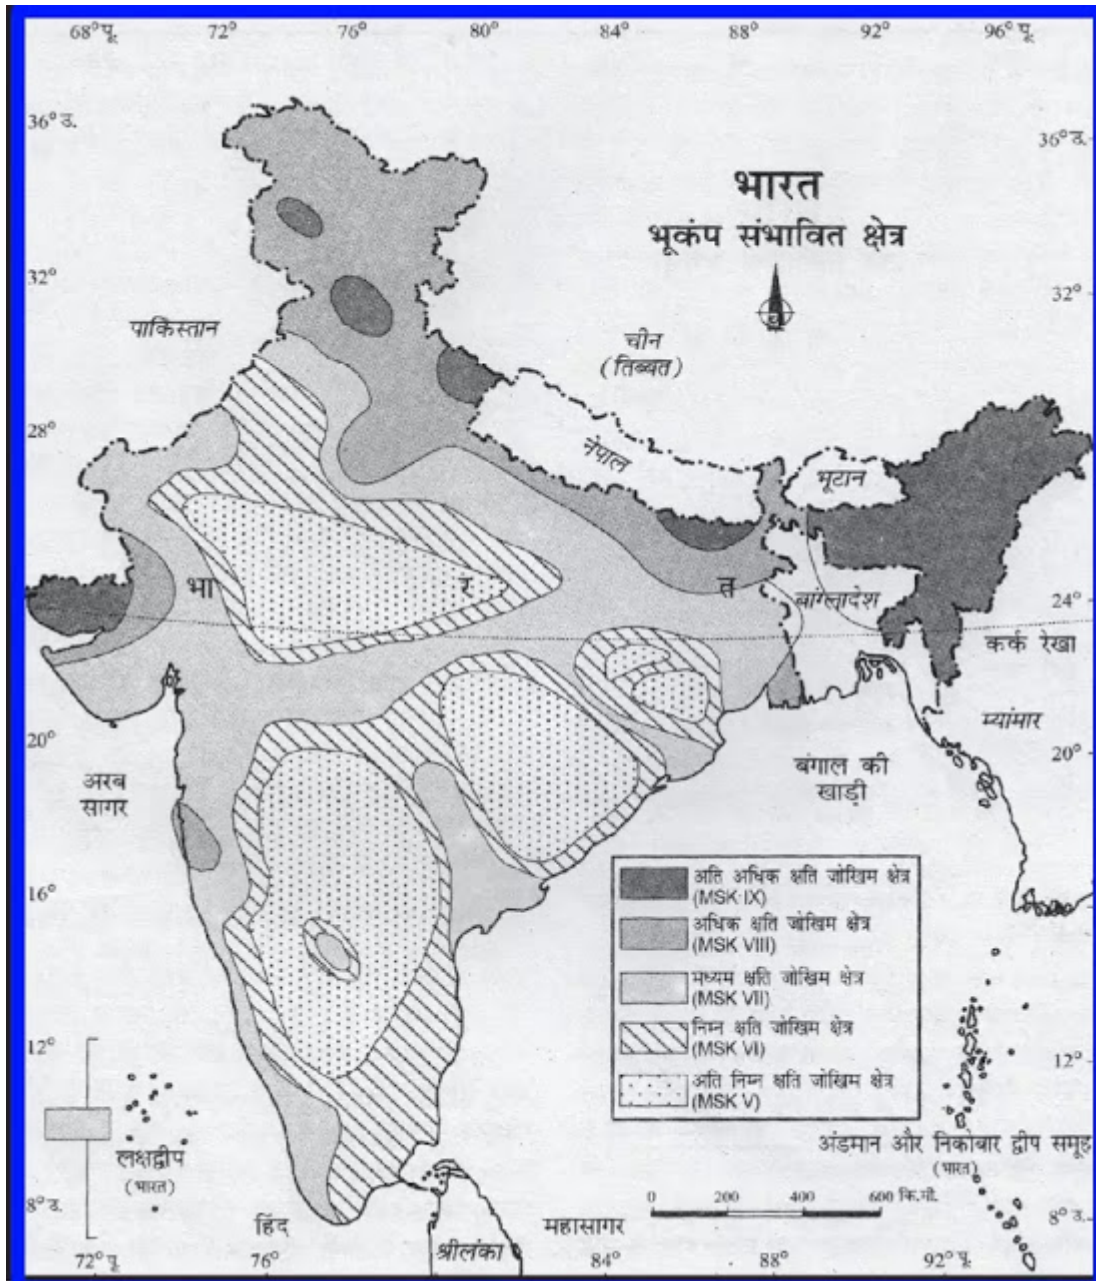 68°पू.
72°
76°
80°
84°
88°
92°
96°पू.
36°उ.
36°उ.
भारत
भूकंप संभावित क्षेत्र
32°
32°
पाकिस्तान
चीन
(तिब्बत)
28°
28°
नेपाल
भूटान
भा
र
त
बांग्लादेश
24°
कर्क रेखा
म्यांमार
20°
20°
अरब
सागर
बंगाल की
खाड़ी
16°
अति अधिक क्षति जोखिम क्षेत्र
(MSK IX)
अधिक क्षति जोखिम क्षेत्र
(MSK VIII)
मध्यम क्षति जोखिम क्षेत्र
(MSK VII)
निम्न क्षति जोखिम क्षेत्र
(MSK VI)
अति निम्न क्षति जोखिम क्षेत्र
(MSK V)
12°
12°
लक्षद्वीप
(भारत)
अंडमान और निकोबार द्वीप समूह
(भारत)
0 200 400 600 कि.मी.
8°उ.
8°उ.
हिंद
महासागर
श्रीलंका
72°पू.
76°
80°
84°
88°
92°पू.